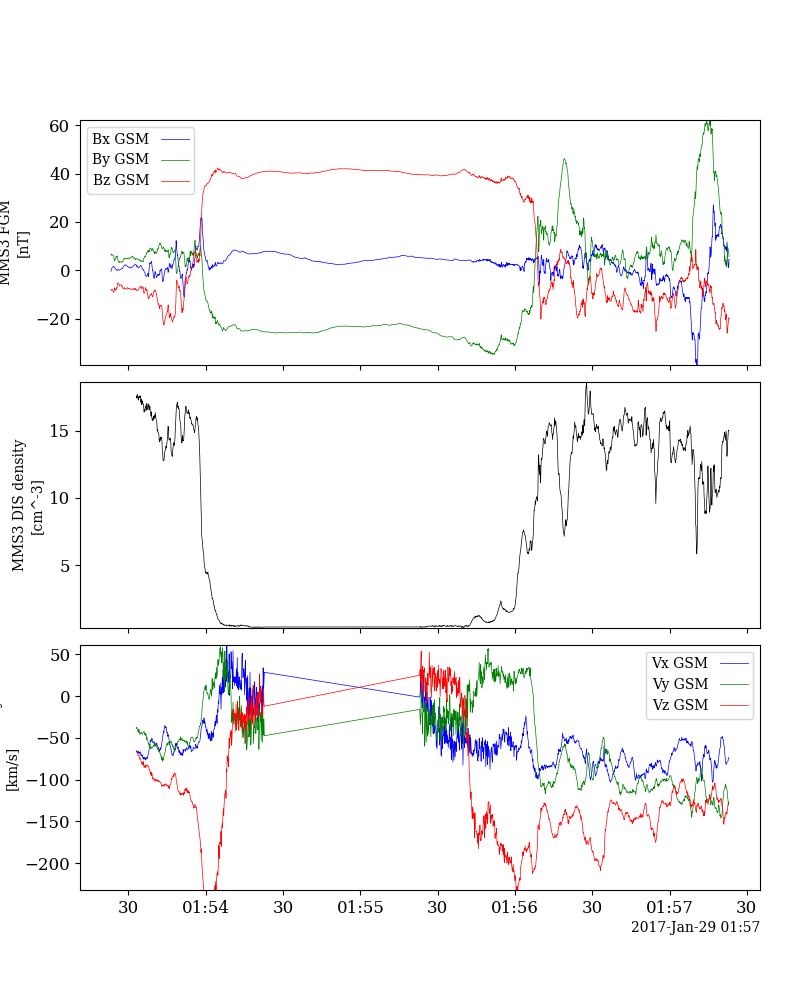 60
40
20
0
−20
MMS3 FGM
[nT]
Bx GSM
By GSM
Bz GSM
15
10
5
MMS3 DIS density
[cm^-3]
50
0
−50
−100
−150
−200
[km/s]
Vx GSM
Vy GSM
Vz GSM
30 01:54 30 01:55 30 01:56 30 01:57 30
2017-Jan-29 01:57